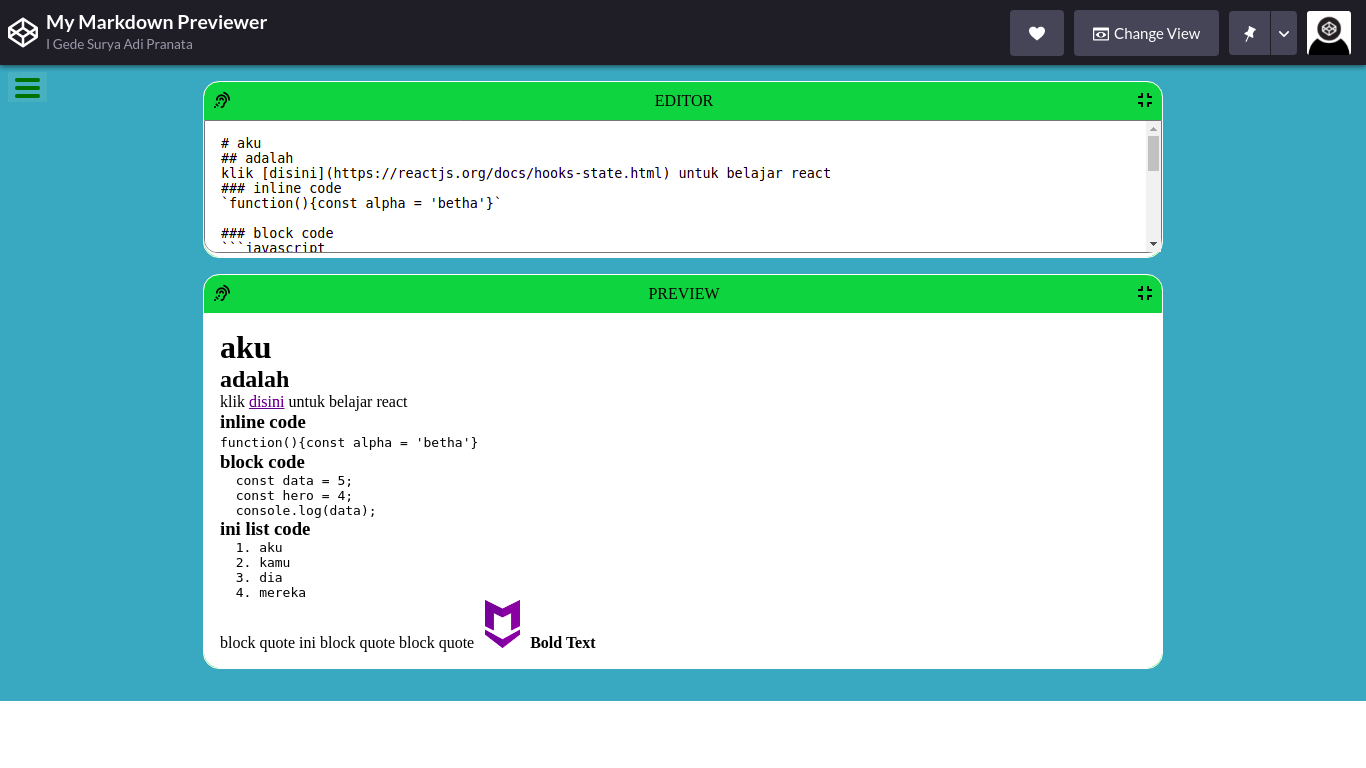 My Markdown Previewer
I Gede Surya Adi Pranata
Change View
EDITOR
# aku
## adalah
klik [disini](https://reactjs.org/docs/hooks-state.html) untuk belajar react
### inline code
`function(){const alpha = 'betha'}`
### block code
```javascript
PREVIEW
aku
adalah
klik disini untuk belajar react
inline code
function(){const alpha = 'betha'}
block code
const data = 5;
const hero = 4;
console.log(data);
ini list code
1. aku
2. kamu
3. dia
4. mereka
block quote ini block quote block quote Bold Text